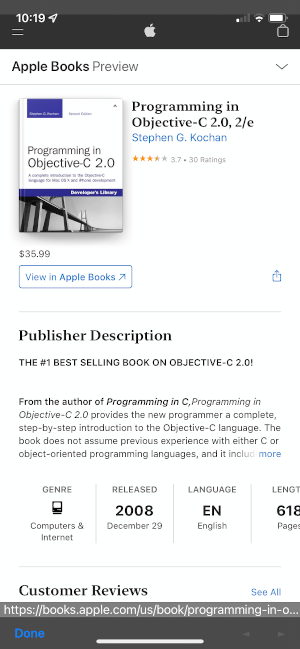 10:19
Apple Books Preview
Stephen G. Kochan
Second Edition
Programming in
Objective-C 2.0
A complete introduction to the Objective-C
language for Mac OS X and iPhone development
Developer's Library
Programming in
Objective-C 2.0, 2/e
Stephen G. Kochan
3.7 • 30 Ratings
$35.99
View in Apple Books ↗
Publisher Description
THE #1 BEST SELLING BOOK ON OBJECTIVE-C 2.0!
From the author of Programming in C,Programming in
Objective-C 2.0 provides the new programmer a complete,
step-by-step introduction to the Objective-C language. The
book does not assume previous experience with either C or
object-oriented programming languages, and it includ more
GENRE
Computers &
Internet
RELEASED
2008
December 29
LANGUAGE
EN
English
LENGT
618
Pages
Customer Reviews
See All
https://books.apple.com/us/book/programming-in-o...
Done